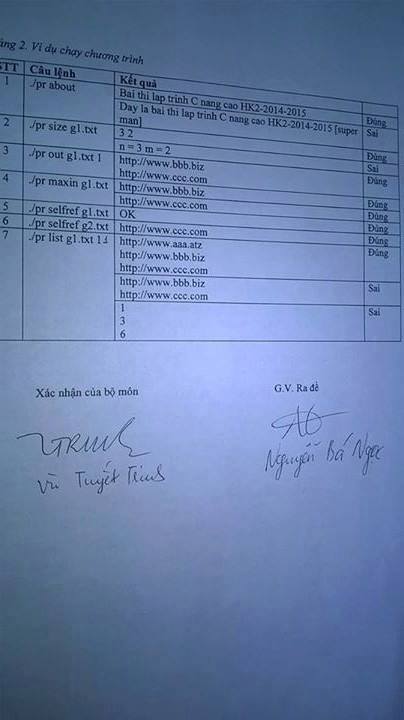 ng 2. Ví dụ chạy chương trình
STT Câu lệnh Kết quả
1 ./pr about Bai thi lap trinh C nang cao HK2-2014-2015 Đúng
Day la bai thi lap trinh C nang cao HK2-2014-2015 [super man] Sai
2 ./pr size g1.txt 3 2 Đúng
n = 3 m = 2 Sai
3 ./pr out g1.txt 1 http://www.bbb.biz Đúng
http://www.ccc.com
4 ./pr maxin g1.txt http://www.bbb.biz
http://www.ccc.com Đúng
5 ./pr selfref g1.txt OK Đúng
6 ./pr selfref g2.txt http://www.ccc.com Đúng
7 ./pr list g1.txt 1 http://www.aaa.atz Đúng
http://www.bbb.biz
http://www.ccc.com
http://www.bbb.biz Sai
http://www.ccc.com
1 Sai
3
6
Xác nhận của bộ môn G.V. Ra đề
TRINH
Vũ Tuyết Trinh Nguyễn Bá Ngọc